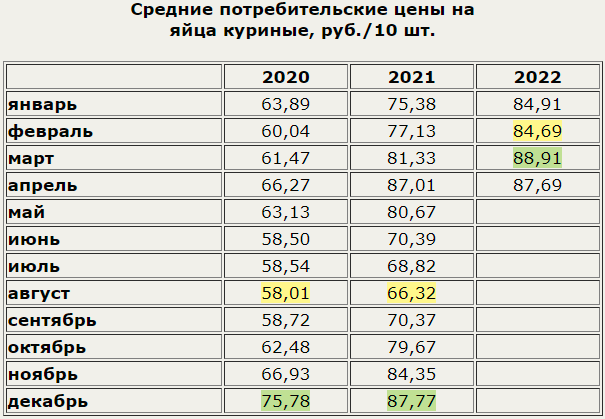 Средние потребительские цены на
яйца куриные, руб./10 шт.
2020 2021 2022
январь 63,89 75,38 84,91
февраль 60,04 77,13 84,69
март 61,47 81,33 88,91
апрель 66,27 87,01 87,69
май 63,13 80,67
июнь 58,50 70,39
июль 58,54 68,82
август 58,01 66,32
сентябрь 58,72 70,37
октябрь 62,48 79,67
ноябрь 66,93 84,35
декабрь 75,78 87,77